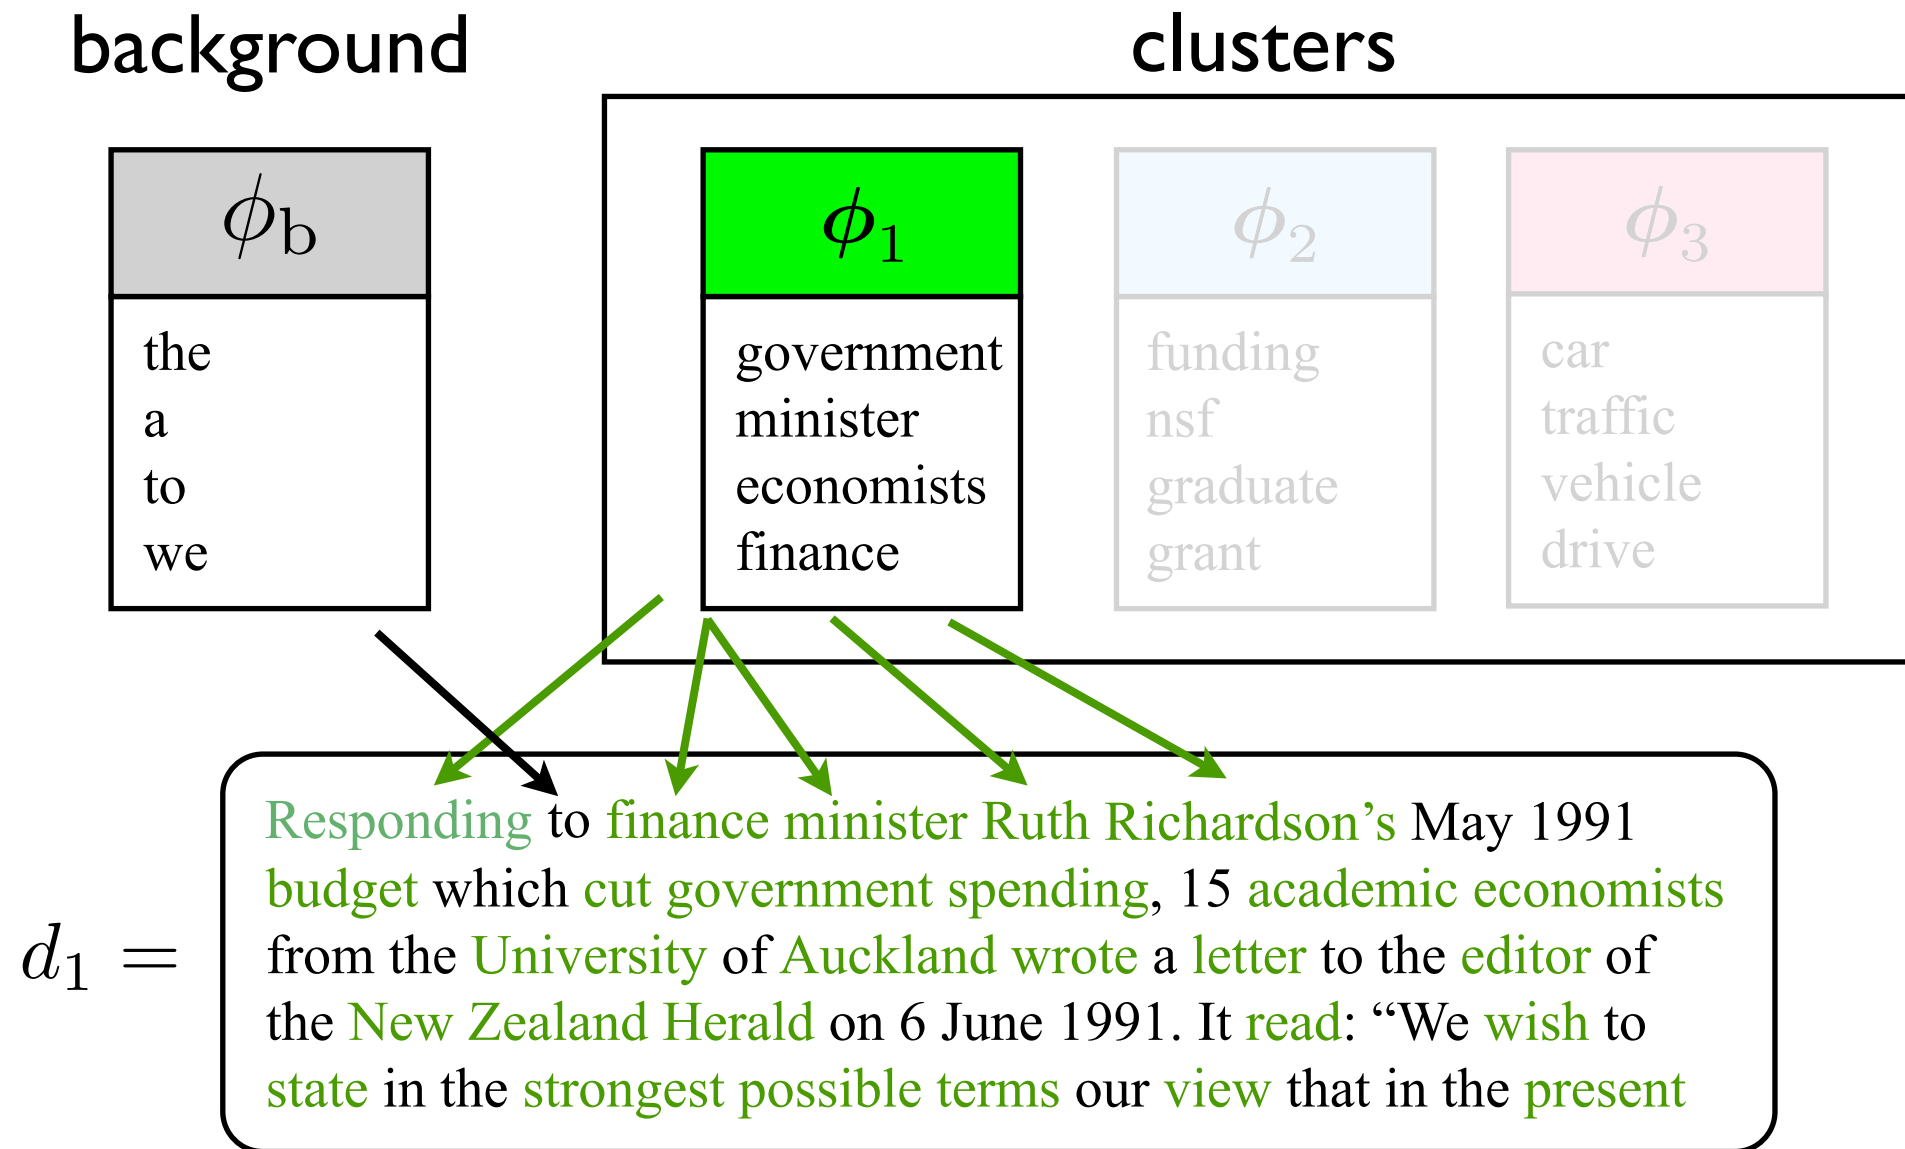 background
clusters
ϕb
the
a
to
we
ϕ1
government
minister
economists
finance
ϕ2
funding
nsf
graduate
grant
ϕ3
car
traffic
vehicle
drive
d1 =
Responding to finance minister Ruth Richardson’s May 1991
budget which cut government spending, 15 academic economists
from the University of Auckland wrote a letter to the editor of
the New Zealand Herald on 6 June 1991. It read: “We wish to
state in the strongest possible terms our view that in the present